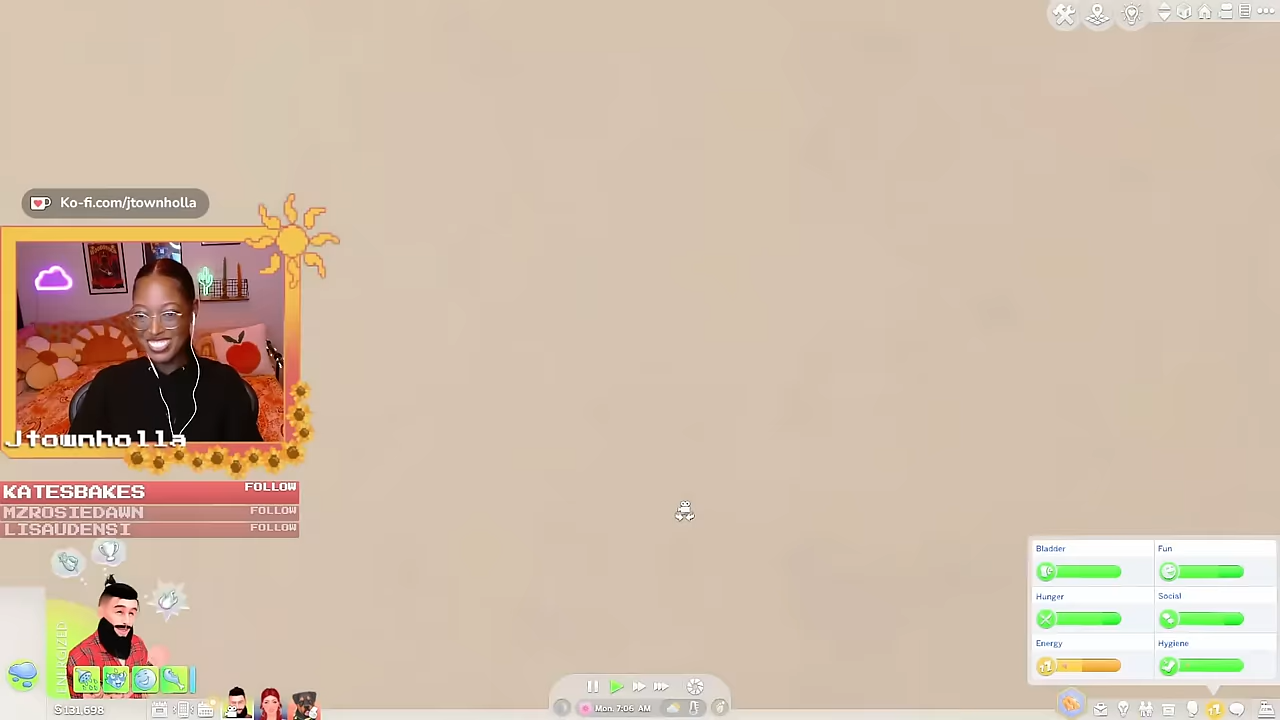 Ko-fi.com/jtownholla
Jtownholla
KATESBAKES FOLLOW
MZROSIEDAWN FOLLOW
LISAUDENSI FOLLOW
ENERGIZED
§131,698
Mon. 7:06 AM
Bladder Fun
Hunger Social
Energy Hygiene